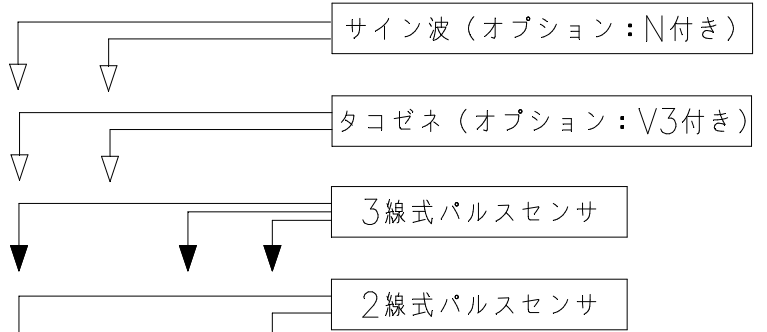 サイン波（オプション：N付き）
タコゼネ（オプション：V3付き）
3線式パルスセンサ
2線式パルスセンサ